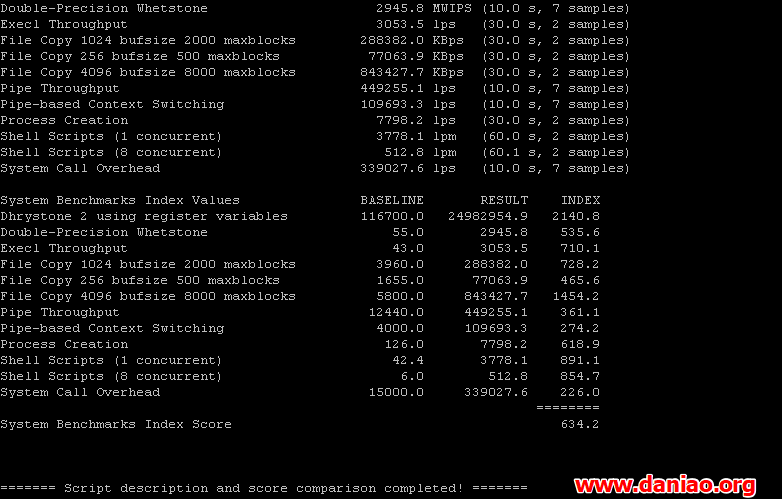 Double-Precision Whetstone 2945.8 MWIPS (10.0 s, 7 samples)
Execl Throughput 3053.5 lps (30.0 s, 2 samples)
File Copy 1024 bufsize 2000 maxblocks 288382.0 KBps (30.0 s, 2 samples)
File Copy 256 bufsize 500 maxblocks 77063.9 KBps (30.0 s, 2 samples)
File Copy 4096 bufsize 8000 maxblocks 843427.7 KBps (30.0 s, 2 samples)
Pipe Throughput 449255.1 lps (10.0 s, 7 samples)
Pipe-based Context Switching 109693.3 lps (10.0 s, 7 samples)
Process Creation 7798.2 lps (30.0 s, 2 samples)
Shell Scripts (1 concurrent) 3778.1 lpm (60.0 s, 2 samples)
Shell Scripts (8 concurrent) 512.8 lpm (60.1 s, 2 samples)
System Call Overhead 339027.6 lps (10.0 s, 7 samples)
System Benchmarks Index Values BASELINE RESULT INDEX
Dhrystone 2 using register variables 116700.0 24982954.9 2140.8
Double-Precision Whetstone 55.0 2945.8 535.6
Execl Throughput 43.0 3053.5 710.1
File Copy 1024 bufsize 2000 maxblocks 3960.0 288382.0 728.2
File Copy 256 bufsize 500 maxblocks 1655.0 77063.9 465.6
File Copy 4096 bufsize 8000 maxblocks 5800.0 843427.7 1454.2
Pipe Throughput 12440.0 449255.1 361.1
Pipe-based Context Switching 4000.0 109693.3 274.2
Process Creation 126.0 7798.2 618.9
Shell Scripts (1 concurrent) 42.4 3778.1 891.1
Shell Scripts (8 concurrent) 6.0 512.8 854.7
System Call Overhead 15000.0 339027.6 226.0
========
System Benchmarks Index Score 634.2
======= Script description and score comparison completed! =======
www.daniao.org